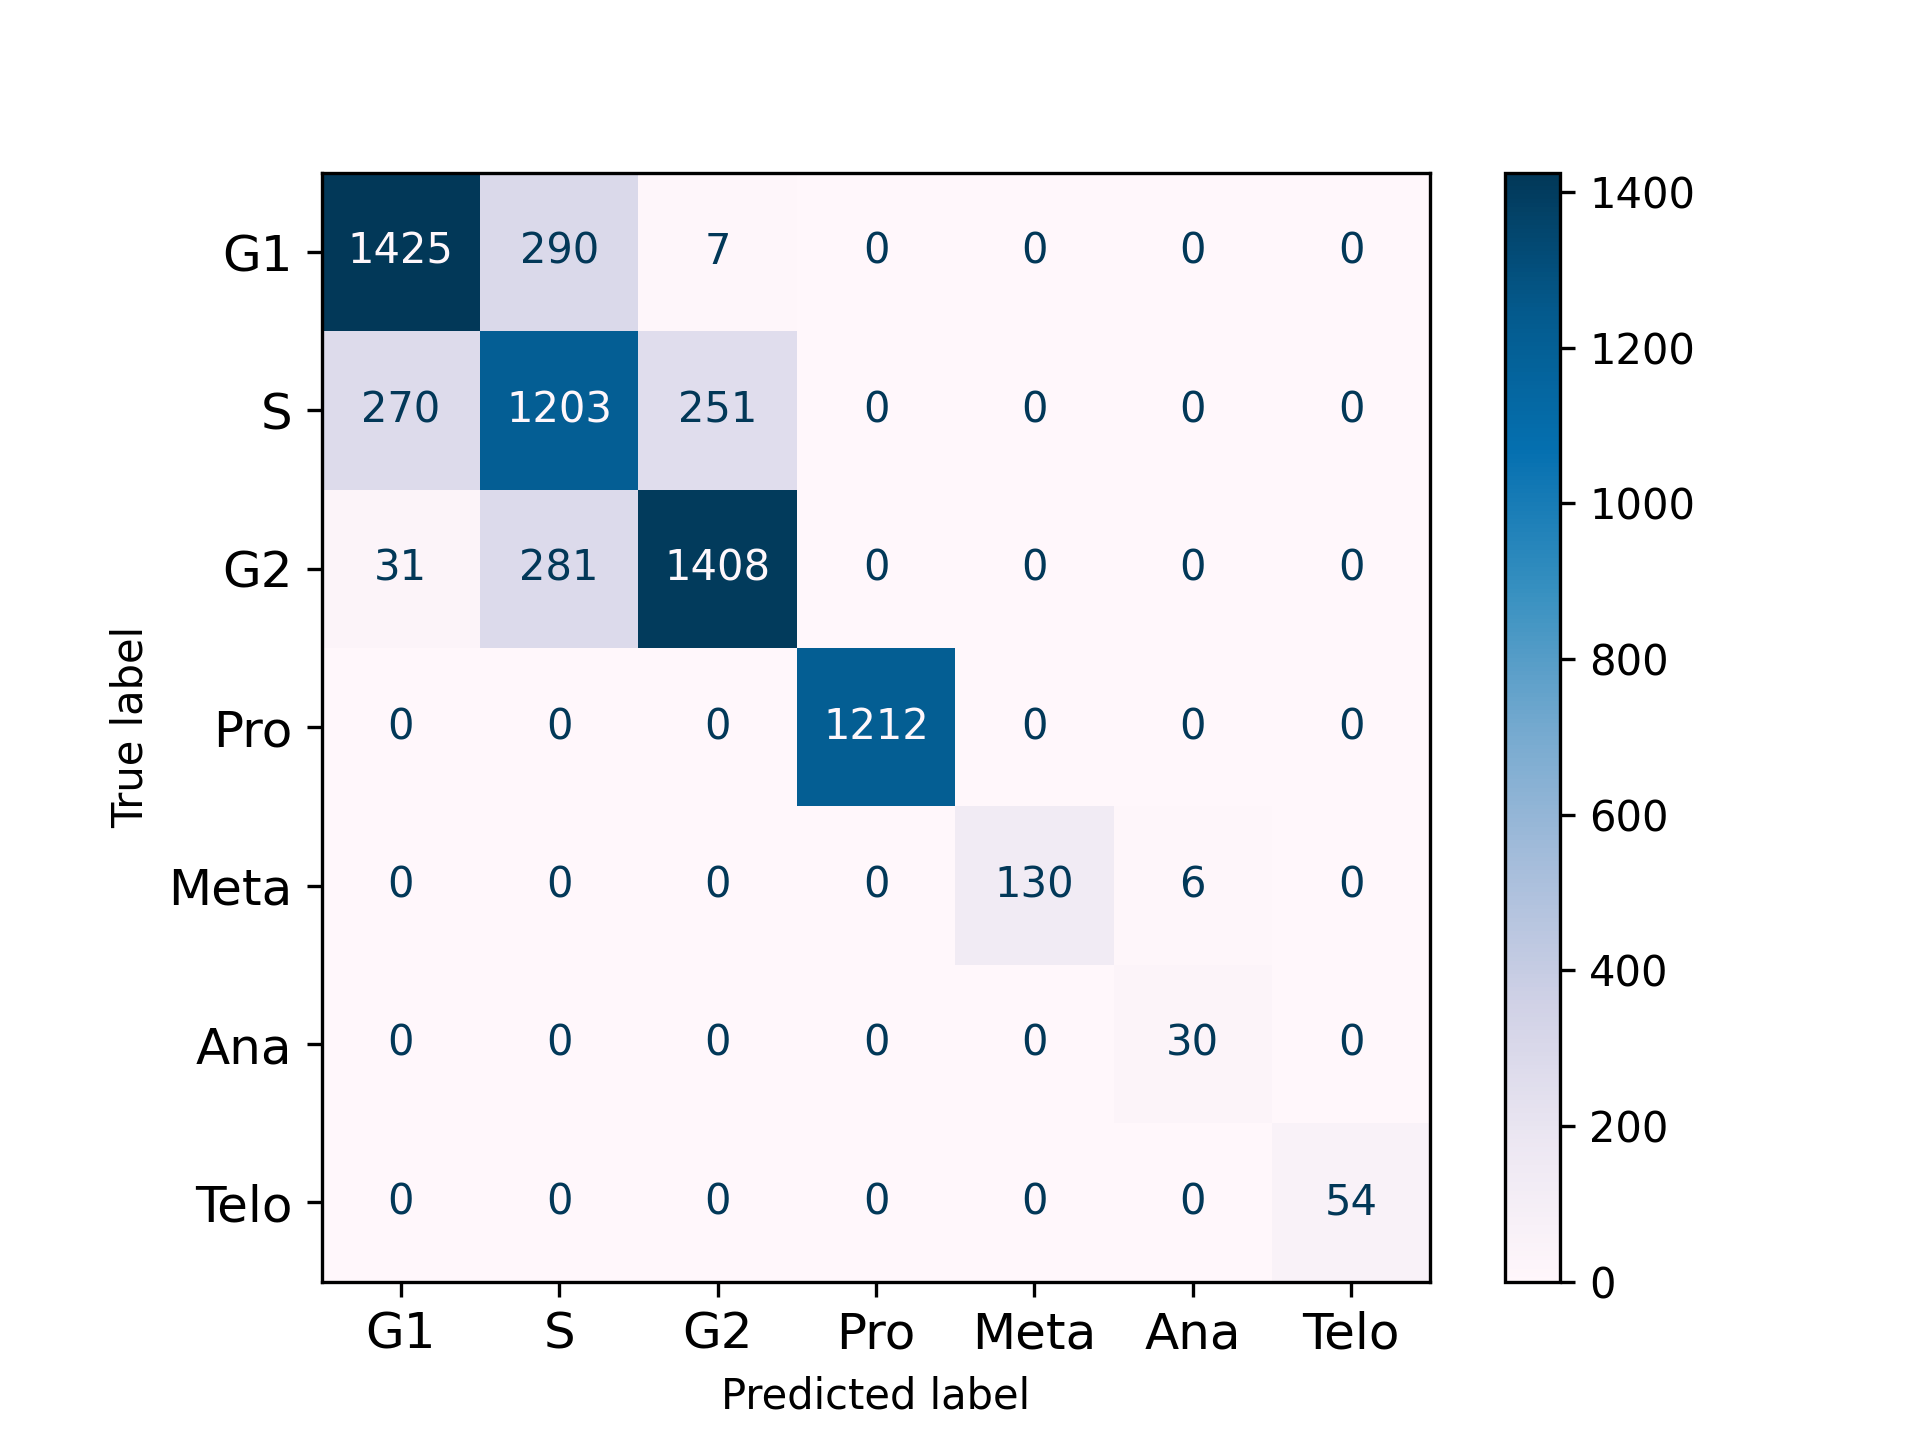 G1 1425 290 7 0 0 0 0
S 270 1203 251 0 0 0 0
G2 31 281 1408 0 0 0 0
Pro 0 0 0 1212 0 0 0
Meta 0 0 0 0 130 6 0
Ana 0 0 0 0 0 30 0
Telo 0 0 0 0 0 0 54
G1 S G2 Pro Meta Ana Telo
Predicted label
True label
1400
1200
1000
800
600
400
200
0